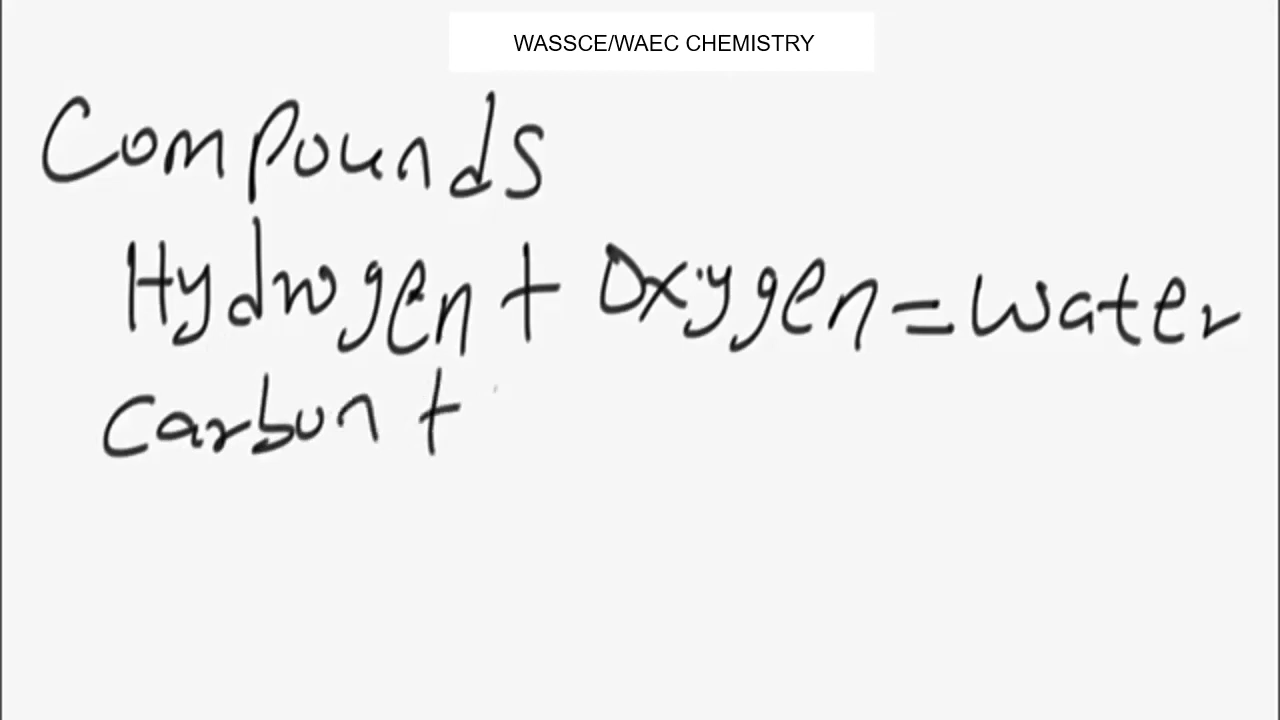 WASSCE/WAEC CHEMISTRY
Compounds
Hydrogen + Oxygen = Water
Carbon +